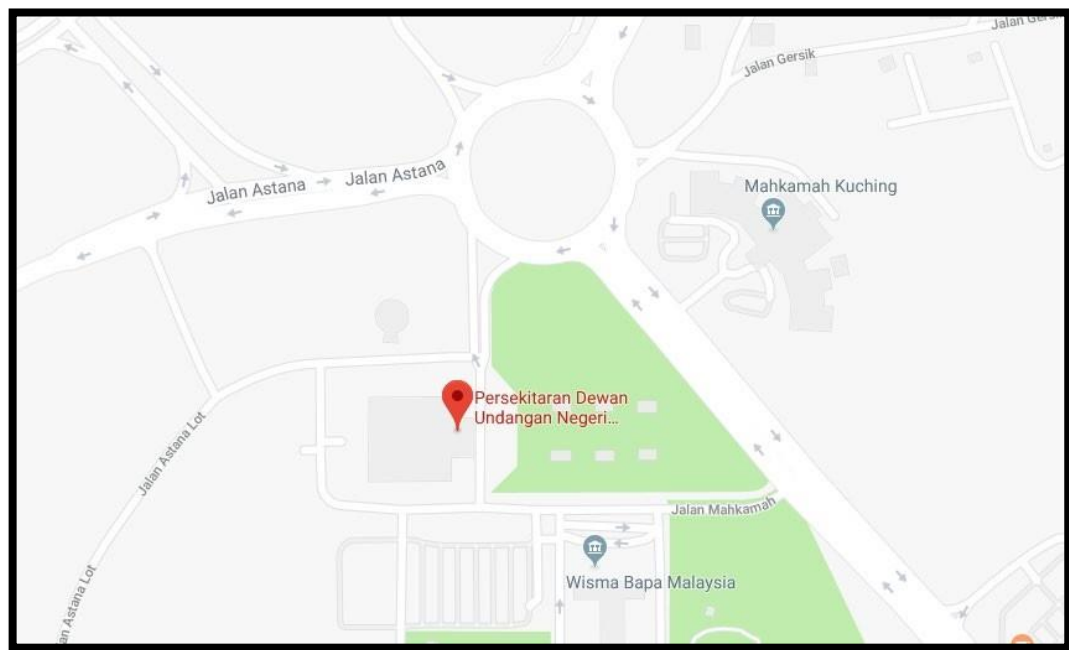 Jalan Gersik
Jalan Gersik
Jalan Astana
Jalan Astana
Mahkamah Kuching
Persekitaran Dewan
Undangan Negeri...
Jalan Astana Lot
Jalan Mahkamah
Wisma Bapa Malaysia
an Astana Lot